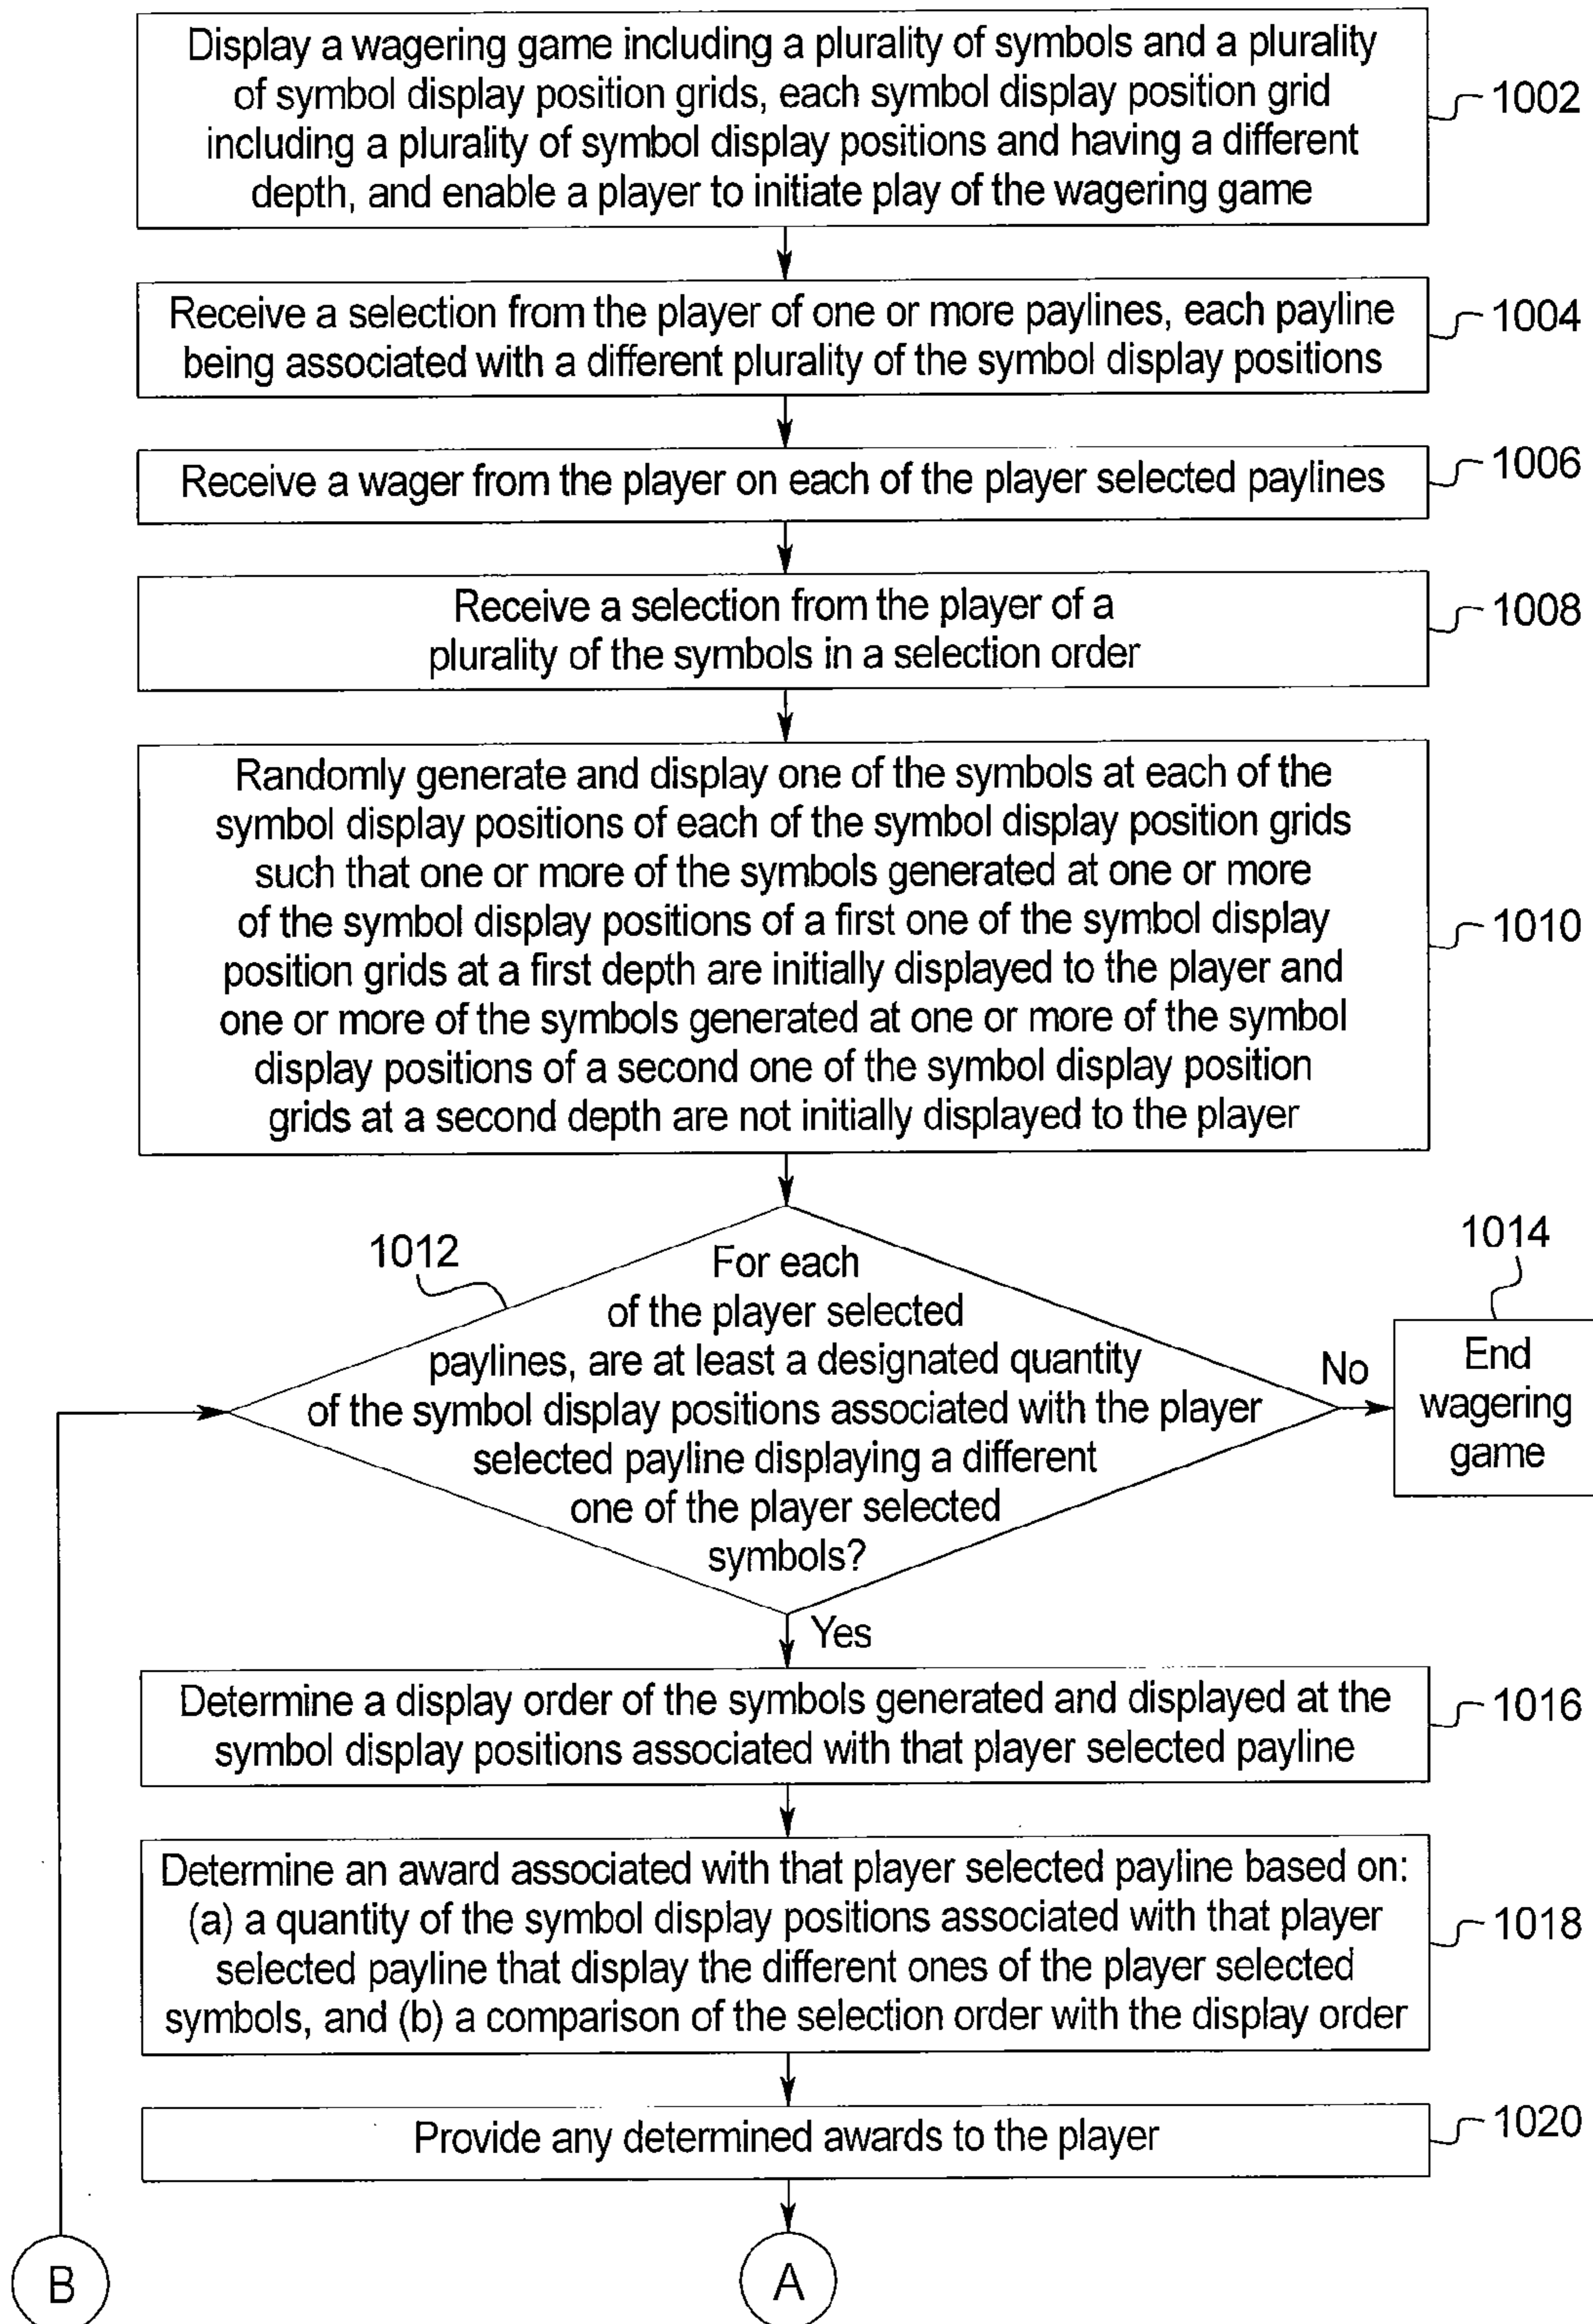 Display a wagering game including a plurality of symbols and a plurality
of symbol display position grids, each symbol display position grid
including a plurality of symbol display positions and having a different
depth, and enable a player to initiate play of the wagering game
1002
Receive a selection from the player of one or more paylines, each payline
being associated with a different plurality of the symbol display positions
1004
Receive a wager from the player on each of the player selected paylines
1006
Receive a selection from the player of a
plurality of the symbols in a selection order
1008
Randomly generate and display one of the symbols at each of the
symbol display positions of each of the symbol display position grids
such that one or more of the symbols generated at one or more
of the symbol display positions of a first one of the symbol display
position grids at a first depth are initially displayed to the player and
one or more of the symbols generated at one or more of the symbol
display positions of a second one of the symbol display position
grids at a second depth are not initially displayed to the player
1010
1012
For each
of the player selected
paylines, are at least a designated quantity
of the symbol display positions associated with the player
selected payline displaying a different
one of the player selected
symbols?
No
1014
End
wagering
game
Yes
Determine a display order of the symbols generated and displayed at the
symbol display positions associated with that player selected payline
1016
Determine an award associated with that player selected payline based on:
(a) a quantity of the symbol display positions associated with that player
selected payline that display the different ones of the player selected
symbols, and (b) a comparison of the selection order with the display order
1018
Provide any determined awards to the player
1020
B
A